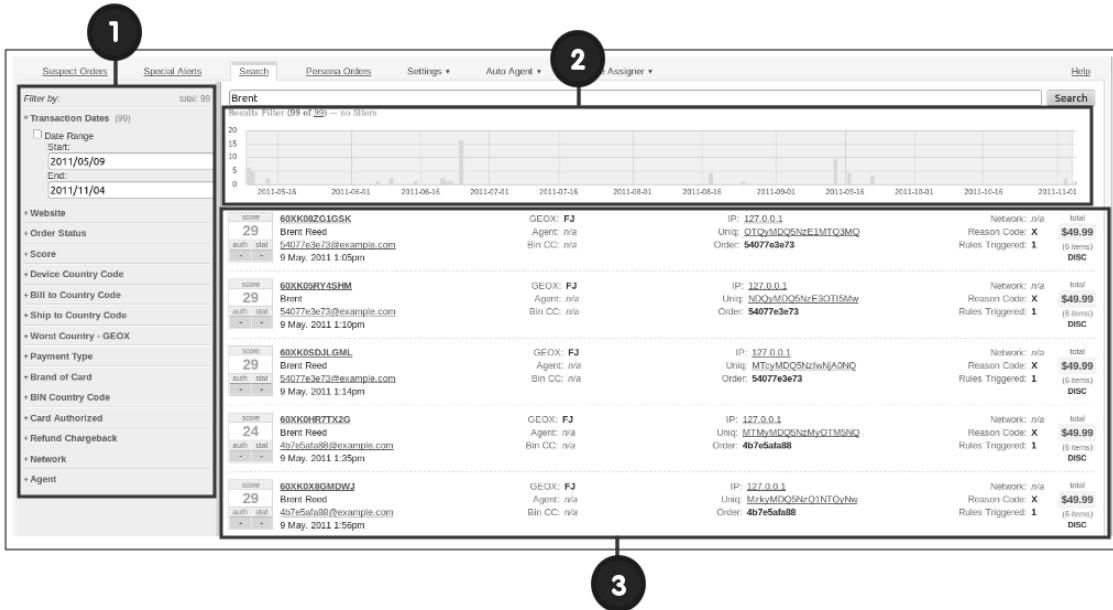 1
2
Suspect Orders Special Alerts Search Persona Orders Settings ▾ Auto Agent ▾ Assigner ▾ Help
Filter by: total: 99
Transaction Dates (99)
Date Range
Start:
2011/05/09
End:
2011/11/04
+ Website
+ Order Status
+ Score
+ Device Country Code
+ Bill to Country Code
+ Ship to Country Code
+ Worst Country - GEOX
+ Payment Type
+ Brand of Card
+ BIN Country Code
+ Card Authorized
+ Refund Chargeback
+ Network
+ Agent
Brent Search
Results Filter (99 of 99) — no filters
20
15
10
5
0
2011-05-16 2011-06-01 2011-06-16 2011-07-01 2011-07-16 2011-08-01 2011-08-16 2011-09-01 2011-09-16 2011-10-01 2011-10-16 2011-11-01
score 60XK08ZG1GSK GEOX: FJ IP: 127.0.0.1 Network: n/a total
29 Brent Reed Agent: n/a Uniq: OTQyMDQ5NzE1MTQ3MQ Reason Code: X $49.99
auth stat 54077e3e73@example.com Bin CC: n/a Order: 54077e3e73 Rules Triggered: 1 (6 items)
- - 9 May. 2011 1:05pm DISC
score 60XK05RY4SHM GEOX: FJ IP: 127.0.0.1 Network: n/a total
29 Brent Agent: n/a Uniq: NDQyMDQ5NzE3OTI5Mw Reason Code: X $49.99
auth stat 54077e3e73@example.com Bin CC: n/a Order: 54077e3e73 Rules Triggered: 1 (6 items)
- - 9 May. 2011 1:10pm DISC
score 60XK0SDJLGML GEOX: FJ IP: 127.0.0.1 Network: n/a total
29 Brent Reed Agent: n/a Uniq: MTcyMDQ5NzIwNjA0NQ Reason Code: X $49.99
auth stat 54077e3e73@example.com Bin CC: n/a Order: 54077e3e73 Rules Triggered: 1 (6 items)
- - 9 May. 2011 1:14pm DISC
score 60XK0HR7TX2G GEOX: FJ IP: 127.0.0.1 Network: n/a total
24 Brent Reed Agent: n/a Uniq: MTMyMDQ5NzMyOTM5NQ Reason Code: X $49.99
auth stat 4b7e5afa88@example.com Bin CC: n/a Order: 4b7e5afa88 Rules Triggered: 1 (6 items)
- - 9 May. 2011 1:35pm DISC
score 60XK0X8GMDWJ GEOX: FJ IP: 127.0.0.1 Network: n/a total
29 Brent Reed Agent: n/a Uniq: MzkyMDQ5NzQ1NTQyNw Reason Code: X $49.99
auth stat 4b7e5afa88@example.com Bin CC: n/a Order: 4b7e5afa88 Rules Triggered: 1 (6 items)
- - 9 May. 2011 1:56pm DISC
3